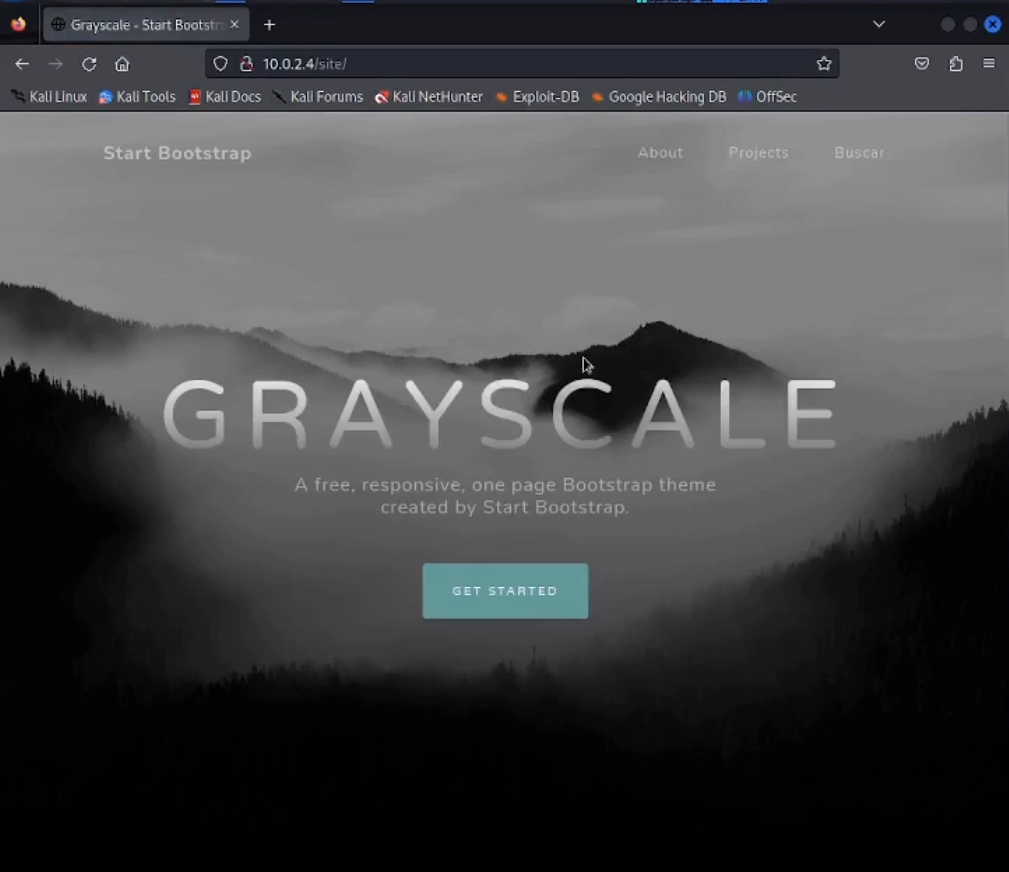 Grayscale - Start Bootstr
10.0.2.4/site/
Kali Linux Kali Tools Kali Docs Kali Forums Kali NetHunter Exploit-DB Google Hacking DB OffSec
Start Bootstrap About Projects Buscar
GRAYSCALE
A free, responsive, one page Bootstrap theme
created by Start Bootstrap.
GET STARTED